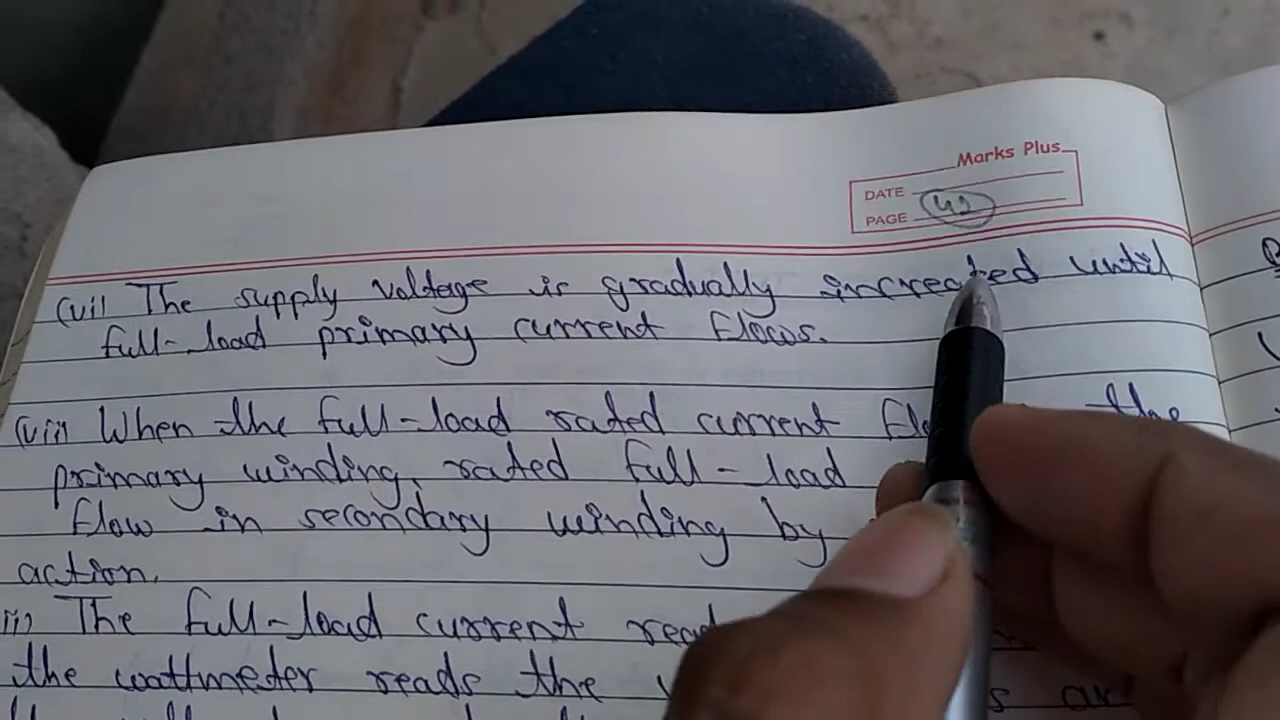 Marks Plus
DATE
PAGE 42
(vi) The supply voltage is gradually increased until
full-load primary current flows.
(vii) When the full-load rated current the
primary winding, rated full-load
flow in secondary winding by
action.
The full-load current
the wattmeter reads the